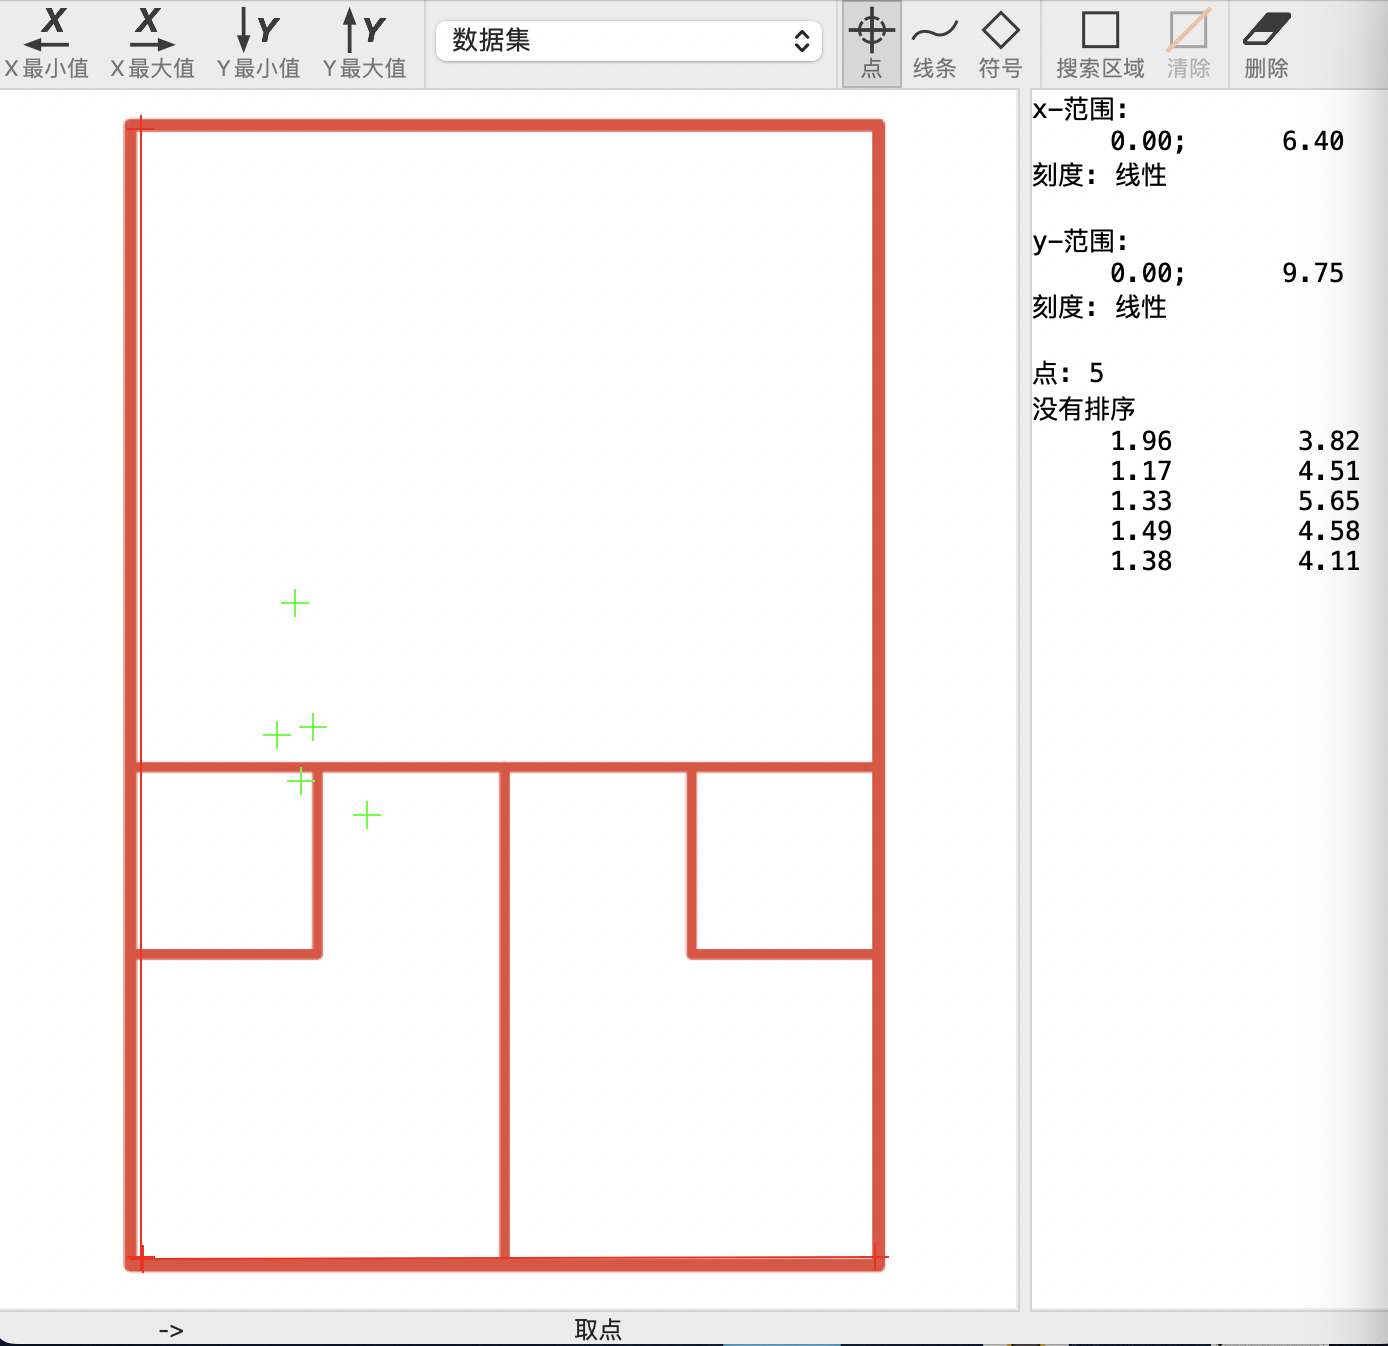 X X Y Y
X最小值 X最大值 Y最小值 Y最大值 数据集 点 线条 符号 搜索区域 清除 删除
x-范围:
0.00; 6.40
刻度: 线性
y-范围:
0.00; 9.75
刻度: 线性
点: 5
没有排序
1.96 3.82
1.17 4.51
1.33 5.65
1.49 4.58
1.38 4.11
-> 取点